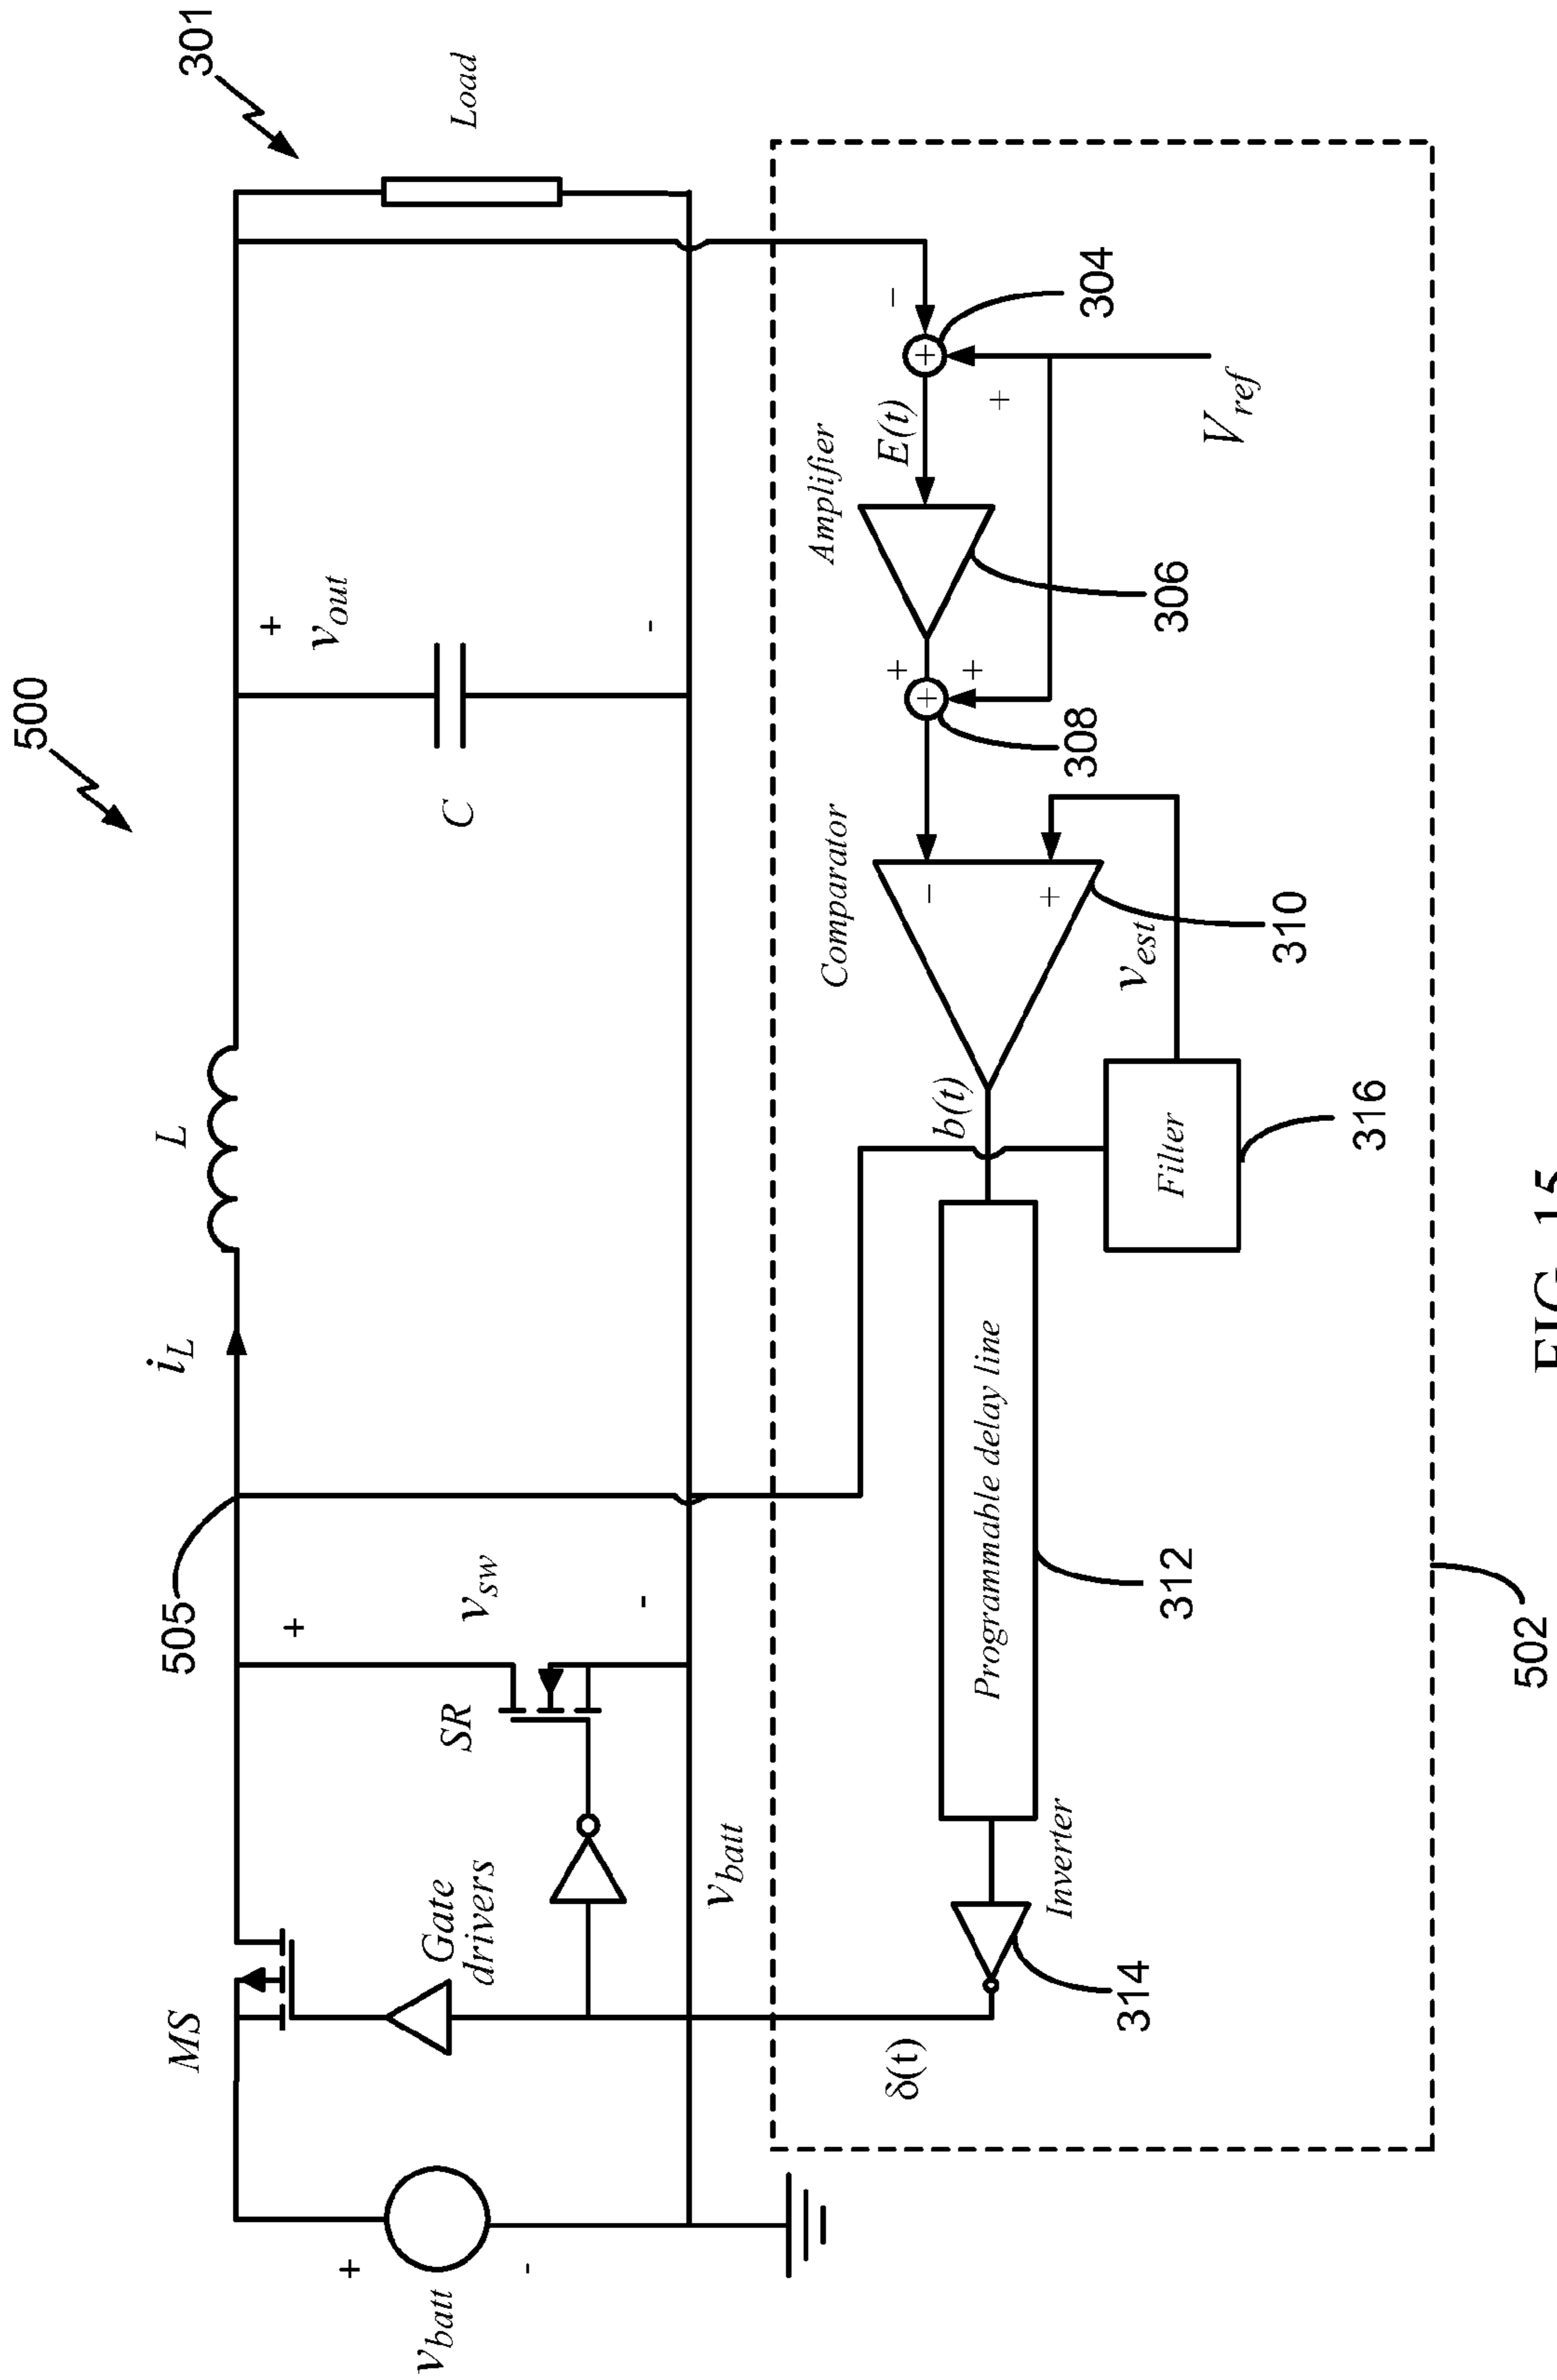 500
301
MS
505
i_L
L
+
+
+
v_batt
-
Gate
drivers
SR
v_sw
-
C
v_out
-
Load
v_batt
δ(t)
Inverter
314
Programmable delay line
312
b(t)
Comparator
-
+
310
v_est
Filter
316
+
+
+
308
Amplifier
306
E(t)
-
+
304
+
V_ref
502
FIG. 15